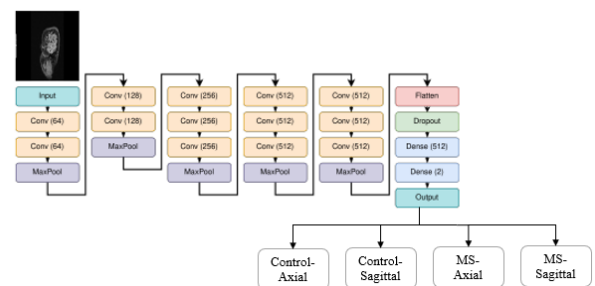 Input
Conv (64)
Conv (64)
MaxPool
Conv (128)
Conv (128)
MaxPool
Conv (256)
Conv (256)
Conv (256)
MaxPool
Conv (512)
Conv (512)
Conv (512)
MaxPool
Conv (512)
Conv (512)
Conv (512)
MaxPool
Flatten
Dropout
Dense (512)
Dense (2)
Output
Control-
Axial
Control-
Sagittal
MS-
Axial
MS-
Sagittal